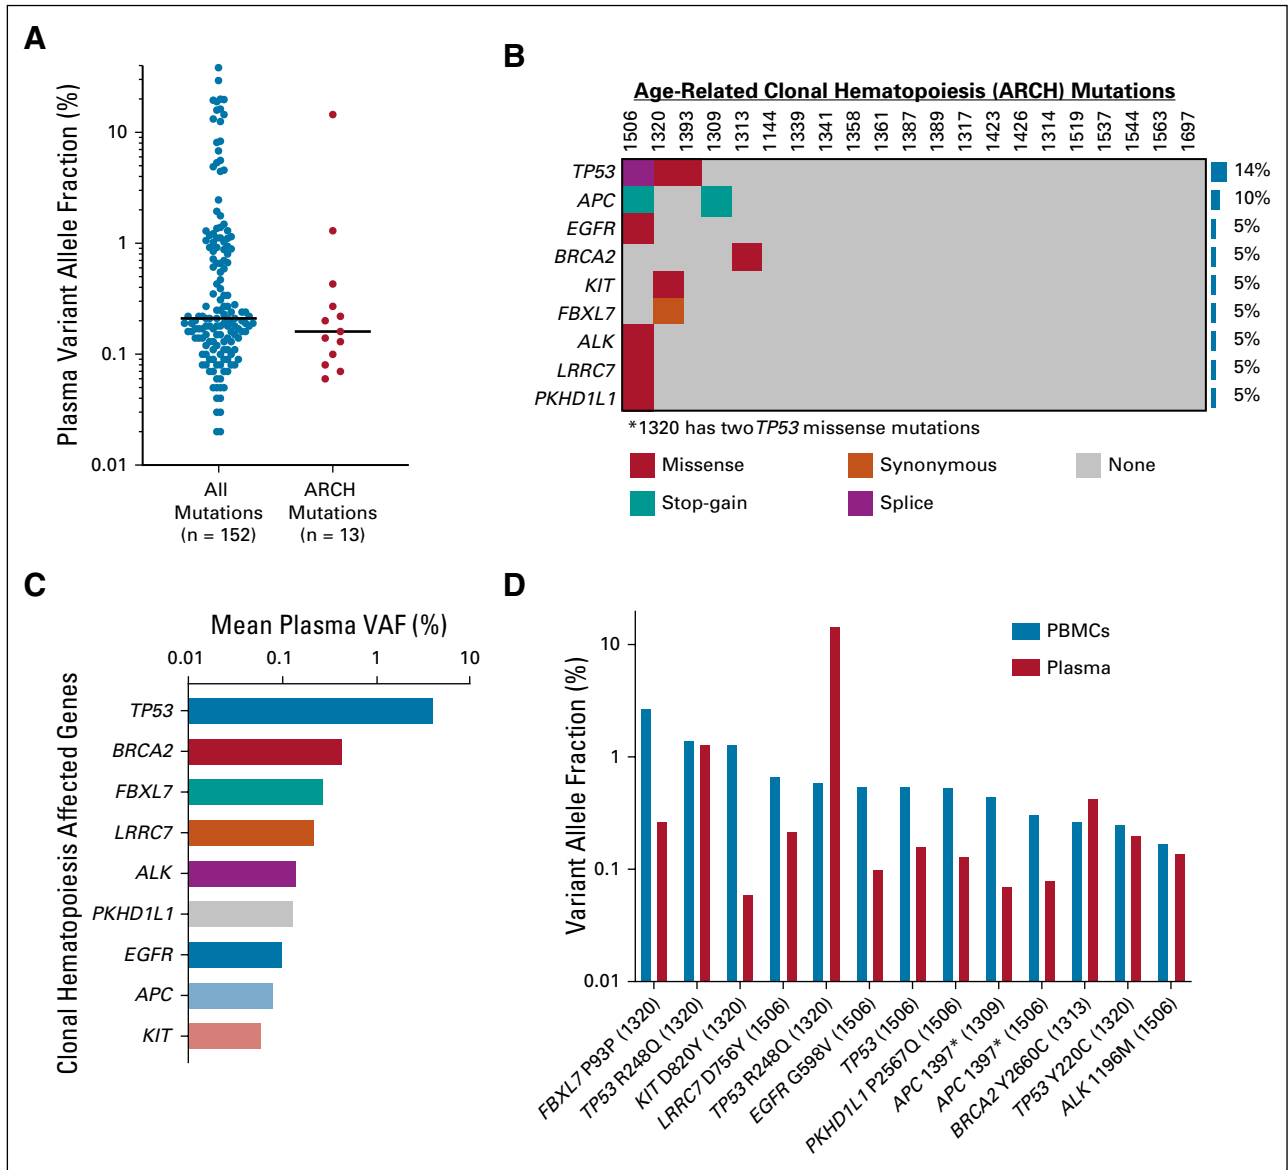 A
Plasma Variant Allele Fraction (%)
10
1
0.1
0.01
All
Mutations
(n = 152)
ARCH
Mutations
(n = 13)
B
Age-Related Clonal Hematopoiesis (ARCH) Mutations
1506 1320 1393 1309 1313 1144 1339 1341 1358 1361 1387 1389 1317 1423 1426 1314 1519 1537 1544 1563 1697
TP53 14%
APC 10%
EGFR 5%
BRCA2 5%
KIT 5%
FBXL7 5%
ALK 5%
LRRC7 5%
PKHD1L1 5%
*1320 has two TP53 missense mutations
Missense Synonymous None
Stop-gain Splice
C
Mean Plasma VAF (%)
0.01 0.1 1 10
Clonal Hematopoiesis Affected Genes
TP53
BRCA2
FBXL7
LRRC7
ALK
PKHD1L1
EGFR
APC
KIT
D
Variant Allele Fraction (%)
10
1
0.1
0.01
PBMCs
Plasma
FBXL7 P93P (1320)
TP53 R248Q (1320)
KIT D820Y (1320)
LRRC7 D756Y (1506)
TP53 R248Q (1320)
EGFR G598V (1506)
TP53 (1506)
PKHD1L1 P2567Q (1506)
APC 1397* (1309)
APC 1397* (1506)
BRCA2 Y2660C (1313)
TP53 Y220C (1320)
ALK 1196M (1506)